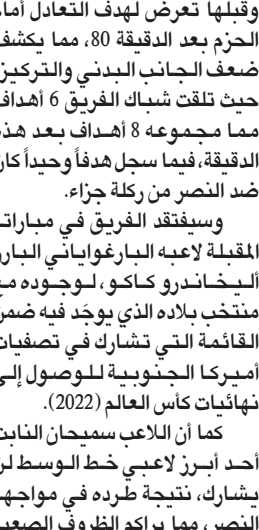 وقبلها تعرض لهدف التعادل أمام
الحزم بعد الدقيقة 80، مما يكشف
ضعف الجانب البدني والتركيز
حيث تلقت شباك الفريق 6 أهداف
مما مجموعه 8 أهداف بعد هذه
الدقيقة، فيما سجل هدفاً وحيداً كان
ضد النصر من ركلة جزاء.
وسيفتقد الفريق في مباراته
المقبلة لاعبه البارغواياني البارز
أليخاندرو كاكو، لوجوده مع
منتخب بلاده الذي يوجَد فيه ضمن
القائمة التي تشارك في تصفيات
أميركا الجنوبية للوصول إلى
نهائيات كأس العالم (2022).
كما أن اللاعب سميحان النابت
أحد أبرز لاعبي خط الوسط لن
يشارك، نتيجة طرده في مواجهة
النصر، مما يراكم الظروف الصعبة